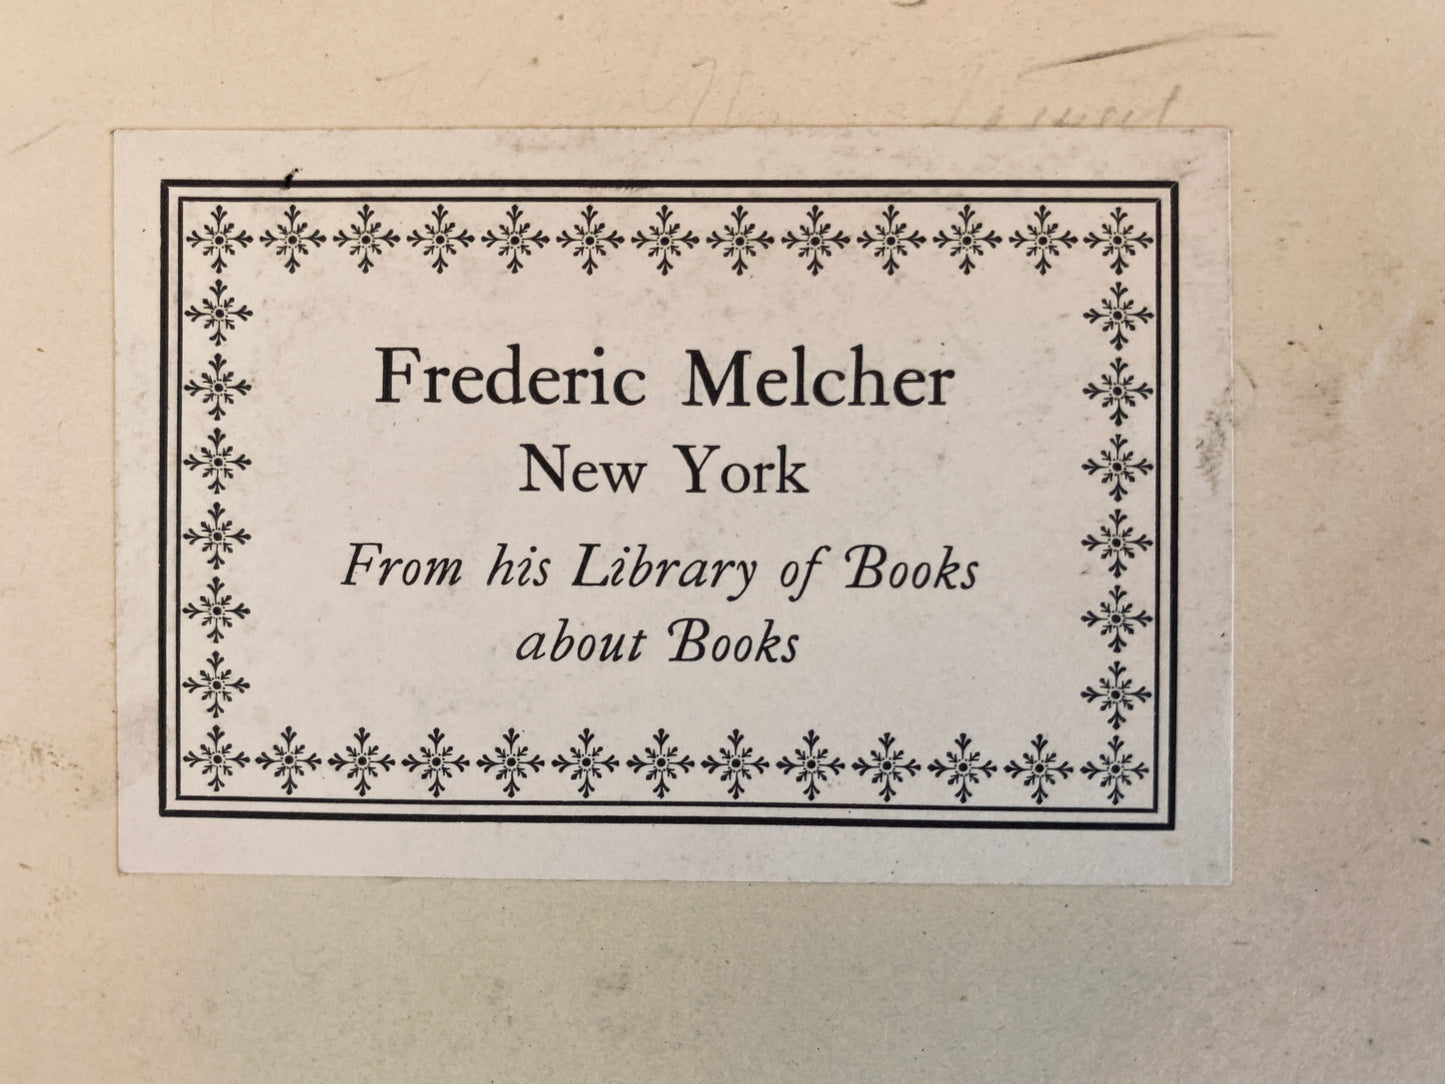 Frederic Melcher
New York
From his Library of Books
about Books